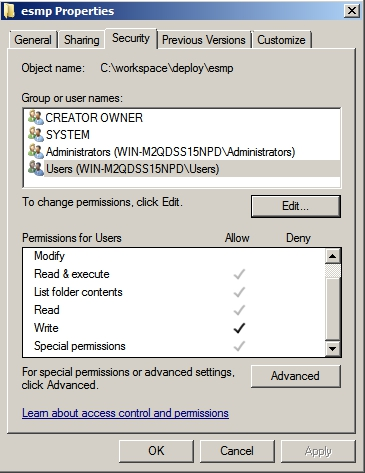 esmp Properties
General Sharing Security Previous Versions Customize
Object name: C:\workspace\deploy\esmp
Group or user names:
CREATOR OWNER
SYSTEM
Administrators (WIN-M2QDSS15NPD\Administrators)
Users (WIN-M2QDSS15NPD\Users)
To change permissions, click Edit. Edit...
Permissions for Users Allow Deny
Modify
Read & execute
List folder contents
Read
Write
Special permissions
For special permissions or advanced settings,
click Advanced. Advanced
Learn about access control and permissions
OK Cancel Apply